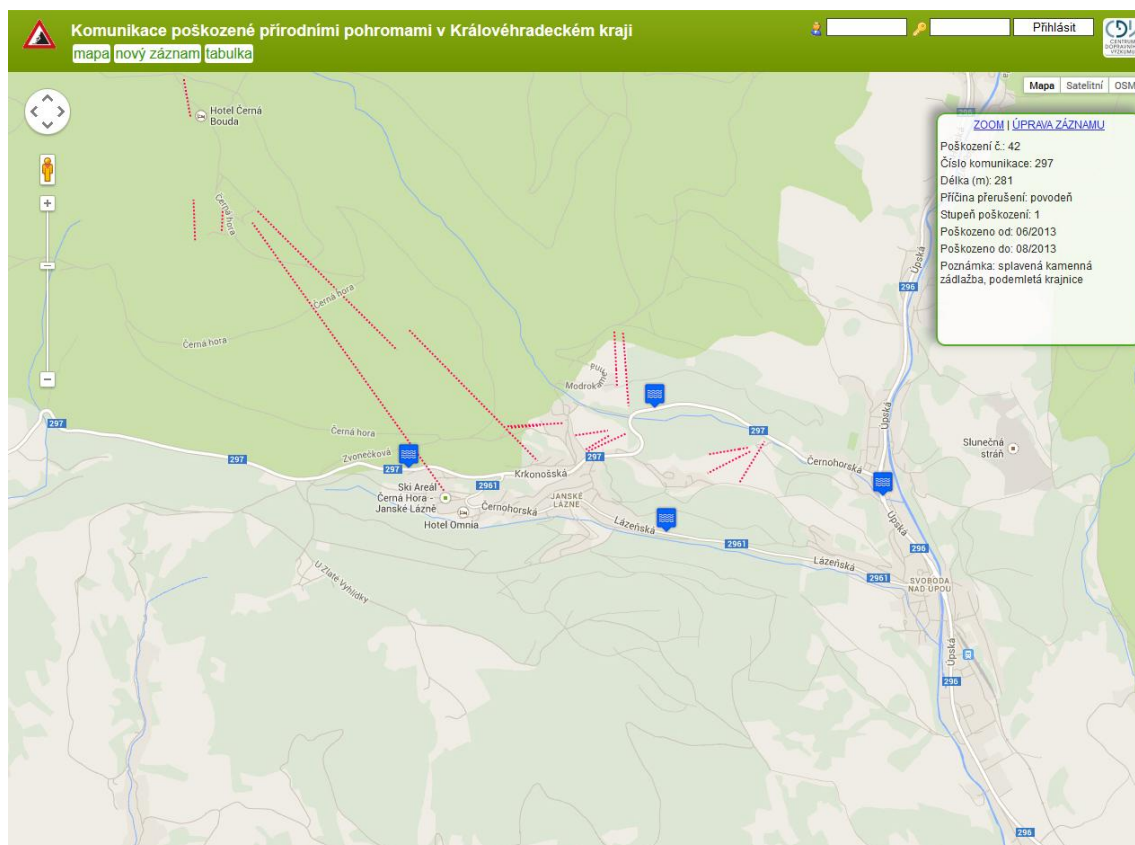 Komunikace poškozené přírodními pohromami v Královéhradeckém kraji
Přihlásit
mapa nový záznam tabulka
CENTRUM
DOPRAVNÍHO
VÝZKUMU
Mapa
Satelitní
OSM
Hotel Černá
Bouda
ZOOM | ÚPRAVA ZÁZNAMU
Poškození č.: 42
Číslo komunikace: 297
Délka (m): 281
Příčina přerušení: povodeň
Stupeň poškození: 1
Poškozeno od: 06/2013
Poškozeno do: 08/2013
Poznámka: splavená kamenná
zádlažba, podemletá krajnice
Černá hora
Úpská
296
Černá hora
Černá hora
Modrokamenná
297
Černá hora
297
Úpská
Zvonečková
297
297
Slunečná
stráň
297
Černohorská
Krkonošská
2961
Ski Areál
Černá Hora -
Janské Lázně
JANSKÉ
LÁZNĚ
Černohorská
Hotel Omnia
Lázeňská
Úpská
2961
296
Lázeňská
2961
U Zlaté Vyhlídky
SVOBODA
NAD ÚPOU
Úpská
296
296